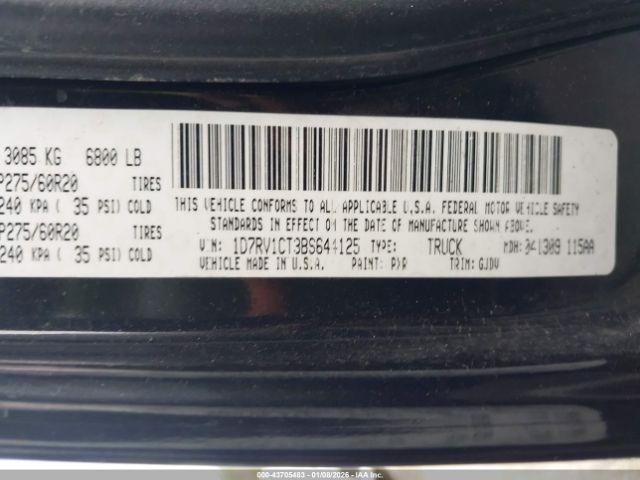 3085 KG 6800 LB
P275/60R20 TIRES
240 KPA ( 35 PSI) COLD
P275/60R20 TIRES
240 KPA ( 35 PSI) COLD
THIS VEHICLE CONFORMS TO ALL APPLICABLE U.S.A. FEDERAL MOTOR VEHICLE SAFETY
STANDARDS IN EFFECT ON THE DATE OF MANUFACTURE SHOWN ABOVE.
VIN: 1D7RV1CT3BS644125 TYPE: TRUCK MDH: 041309 115AA
VEHICLE MADE IN U.S.A. PAINT: PXR TRIM: GJDV
000-43705483 - 01/08/2026 - IAA Inc.